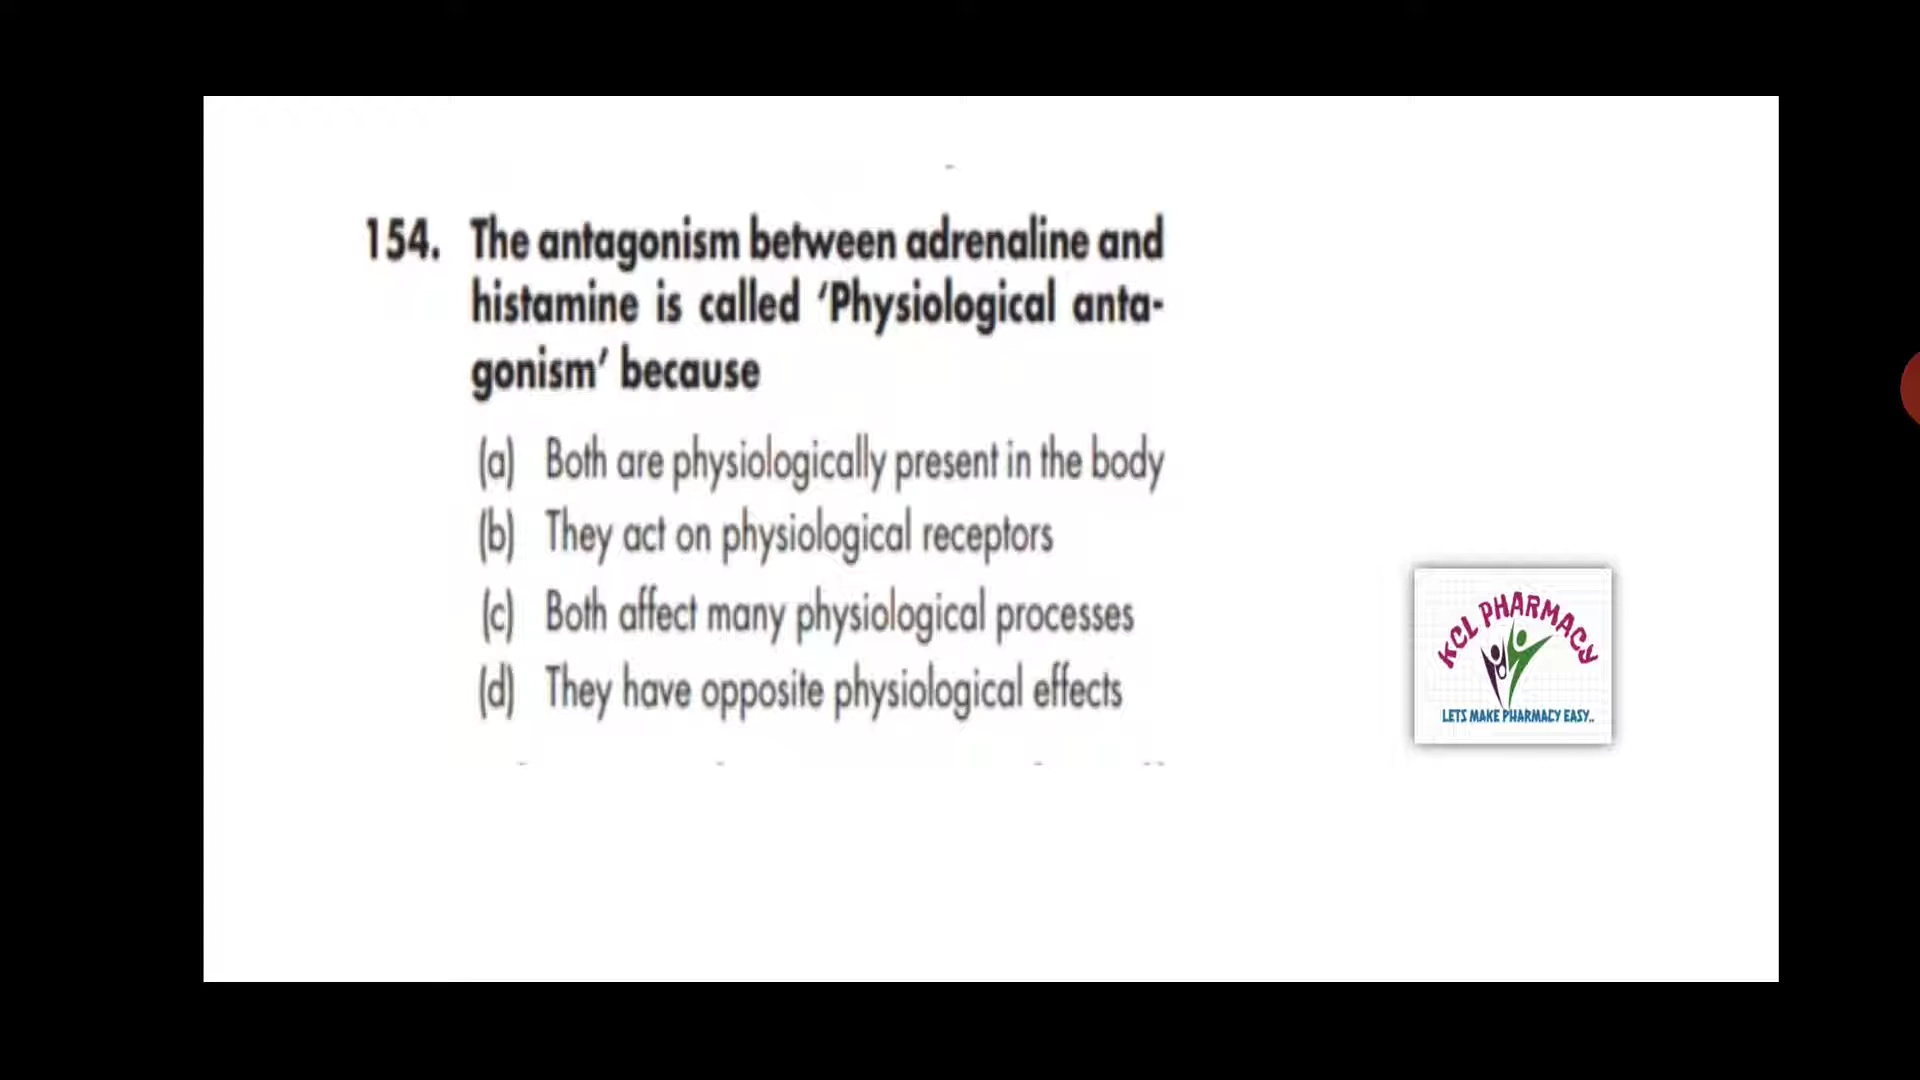 154. The antagonism between adrenaline and
histamine is called ‘Physiological anta-
gonism’ because
(a) Both are physiologically present in the body
(b) They act on physiological receptors
(c) Both affect many physiological processes
(d) They have opposite physiological effects
KCL PHARMACY
LETS MAKE PHARMACY EASY..